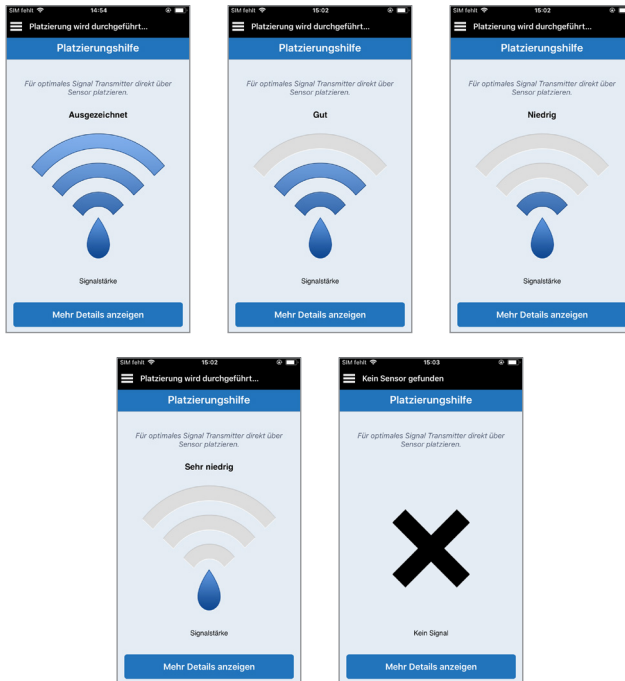 SIM fehlt 14:54
Platzierung wird durchgeführt...
Platzierungshilfe
Für optimales Signal Transmitter direkt über
Sensor platzieren.
Ausgezeichnet
Signalstärke
Mehr Details anzeigen
SIM fehlt 15:02
Platzierung wird durchgeführt...
Platzierungshilfe
Für optimales Signal Transmitter direkt über
Sensor platzieren.
Gut
Signalstärke
Mehr Details anzeigen
SIM fehlt 15:02
Platzierung wird durchgeführt...
Platzierungshilfe
Für optimales Signal Transmitter direkt über
Sensor platzieren.
Niedrig
Signalstärke
Mehr Details anzeigen
SIM fehlt 15:02
Platzierung wird durchgeführt...
Platzierungshilfe
Für optimales Signal Transmitter direkt über
Sensor platzieren.
Sehr niedrig
Signalstärke
Mehr Details anzeigen
SIM fehlt 15:03
Kein Sensor gefunden
Platzierungshilfe
Für optimales Signal Transmitter direkt über
Sensor platzieren.
Kein Signal
Mehr Details anzeigen